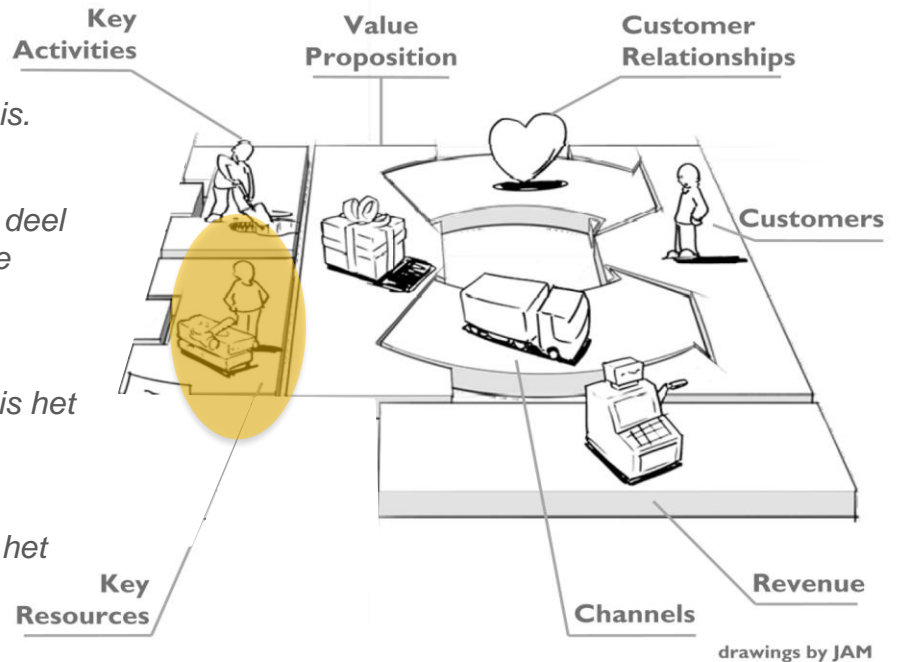 Key
Activities
Value
Proposition
Customer
Relationships
is.
deel
e
Customers
is het
het
Key
Resources
Channels
Revenue
drawings by JAM